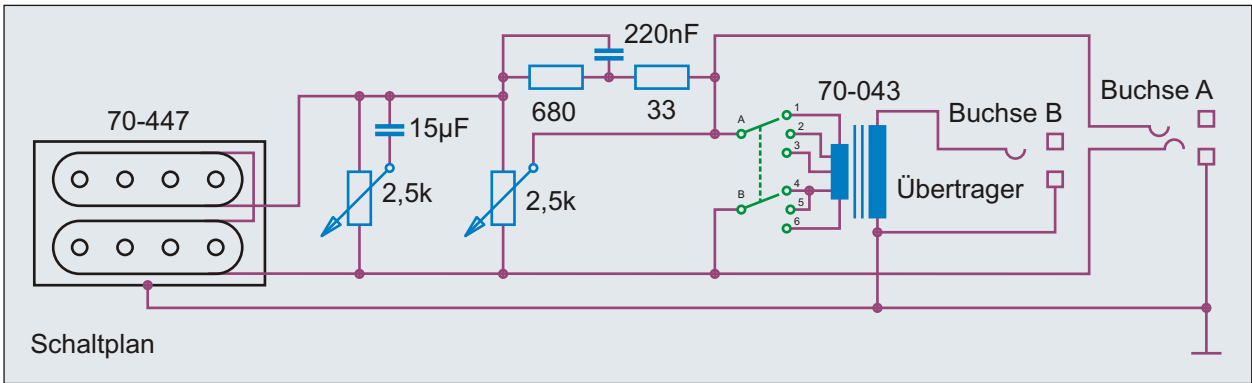 220nF
680
33
70-447
15µF
2,5k
2,5k
A
B
1
2
3
4
5
6
70-043
Übertrager
Buchse B
Buchse A
Schaltplan